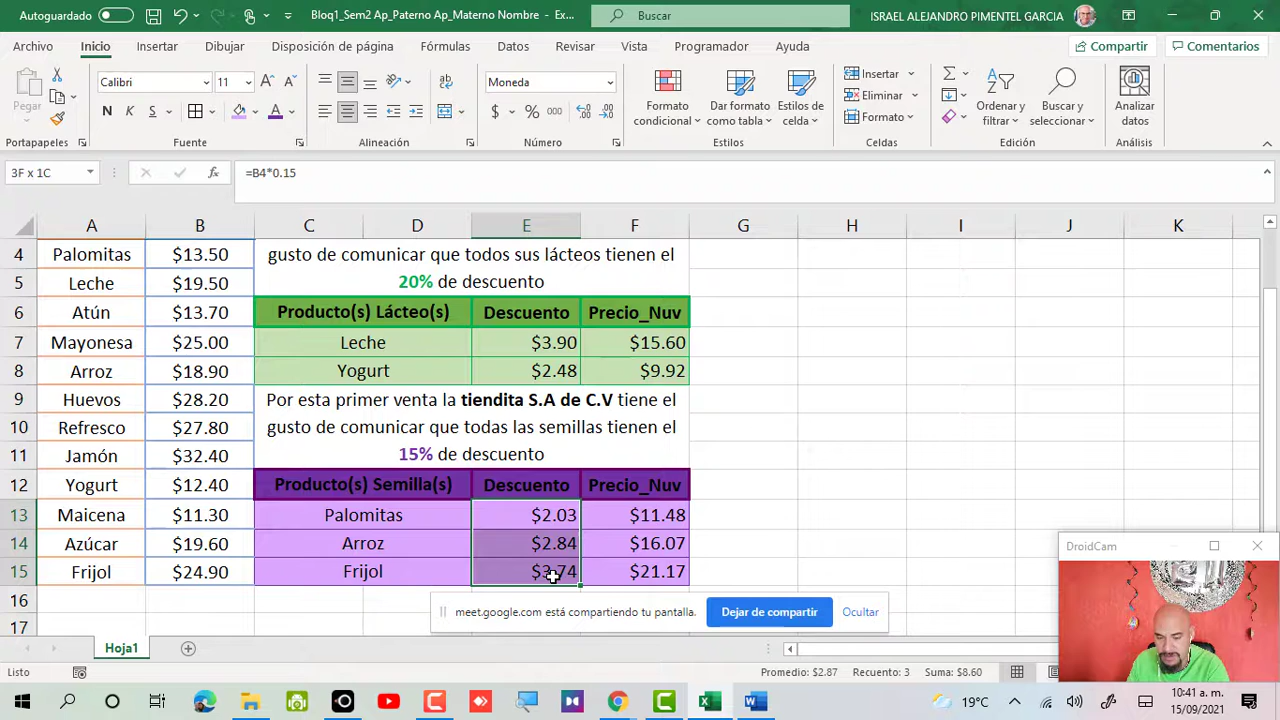 Autoguardado
Bloq1_Sem2 Ap_Paterno Ap_Materno Nombre - Ex...
Buscar
ISRAEL ALEJANDRO PIMENTEL GARCIA
Archivo Inicio Insertar Dibujar Disposición de página Fórmulas Datos Revisar Vista Programador Ayuda
Compartir Comentarios
Pegar
Calibri 11
N K S
Moneda
$ % 000
Formato condicional
Dar formato como tabla
Estilos de celda
Insertar
Eliminar
Formato
Ordenar y filtrar
Buscar y seleccionar
Analizar datos
Portapapeles Fuente Alineación Número Estilos Celdas Edición Análisis
3F x 1C fx =B4*0.15
A B C D E F G H I J K
4 Palomitas $13.50 gusto de comunicar que todos sus lácteos tienen el
5 Leche $19.50 20% de descuento
6 Atún $13.70 Producto(s) Lácteo(s) Descuento Precio_Nuv
7 Mayonesa $25.00 Leche $3.90 $15.60
8 Arroz $18.90 Yogurt $2.48 $9.92
9 Huevos $28.20 Por esta primer venta la tiendita S.A de C.V tiene el
10 Refresco $27.80 gusto de comunicar que todas las semillas tienen el
11 Jamón $32.40 15% de descuento
12 Yogurt $12.40 Producto(s) Semilla(s) Descuento Precio_Nuv
13 Maicena $11.30 Palomitas $2.03 $11.48
14 Azúcar $19.60 Arroz $2.84 $16.07
15 Frijol $24.90 Frijol $3.74 $21.17
16
17
DroidCam
meet.google.com está compartiendo tu pantalla. Dejar de compartir Ocultar
Hoja1
Listo
Promedio: $2.87 Recuento: 3 Suma: $8.60
19°C
10:41 a. m.
15/09/2021